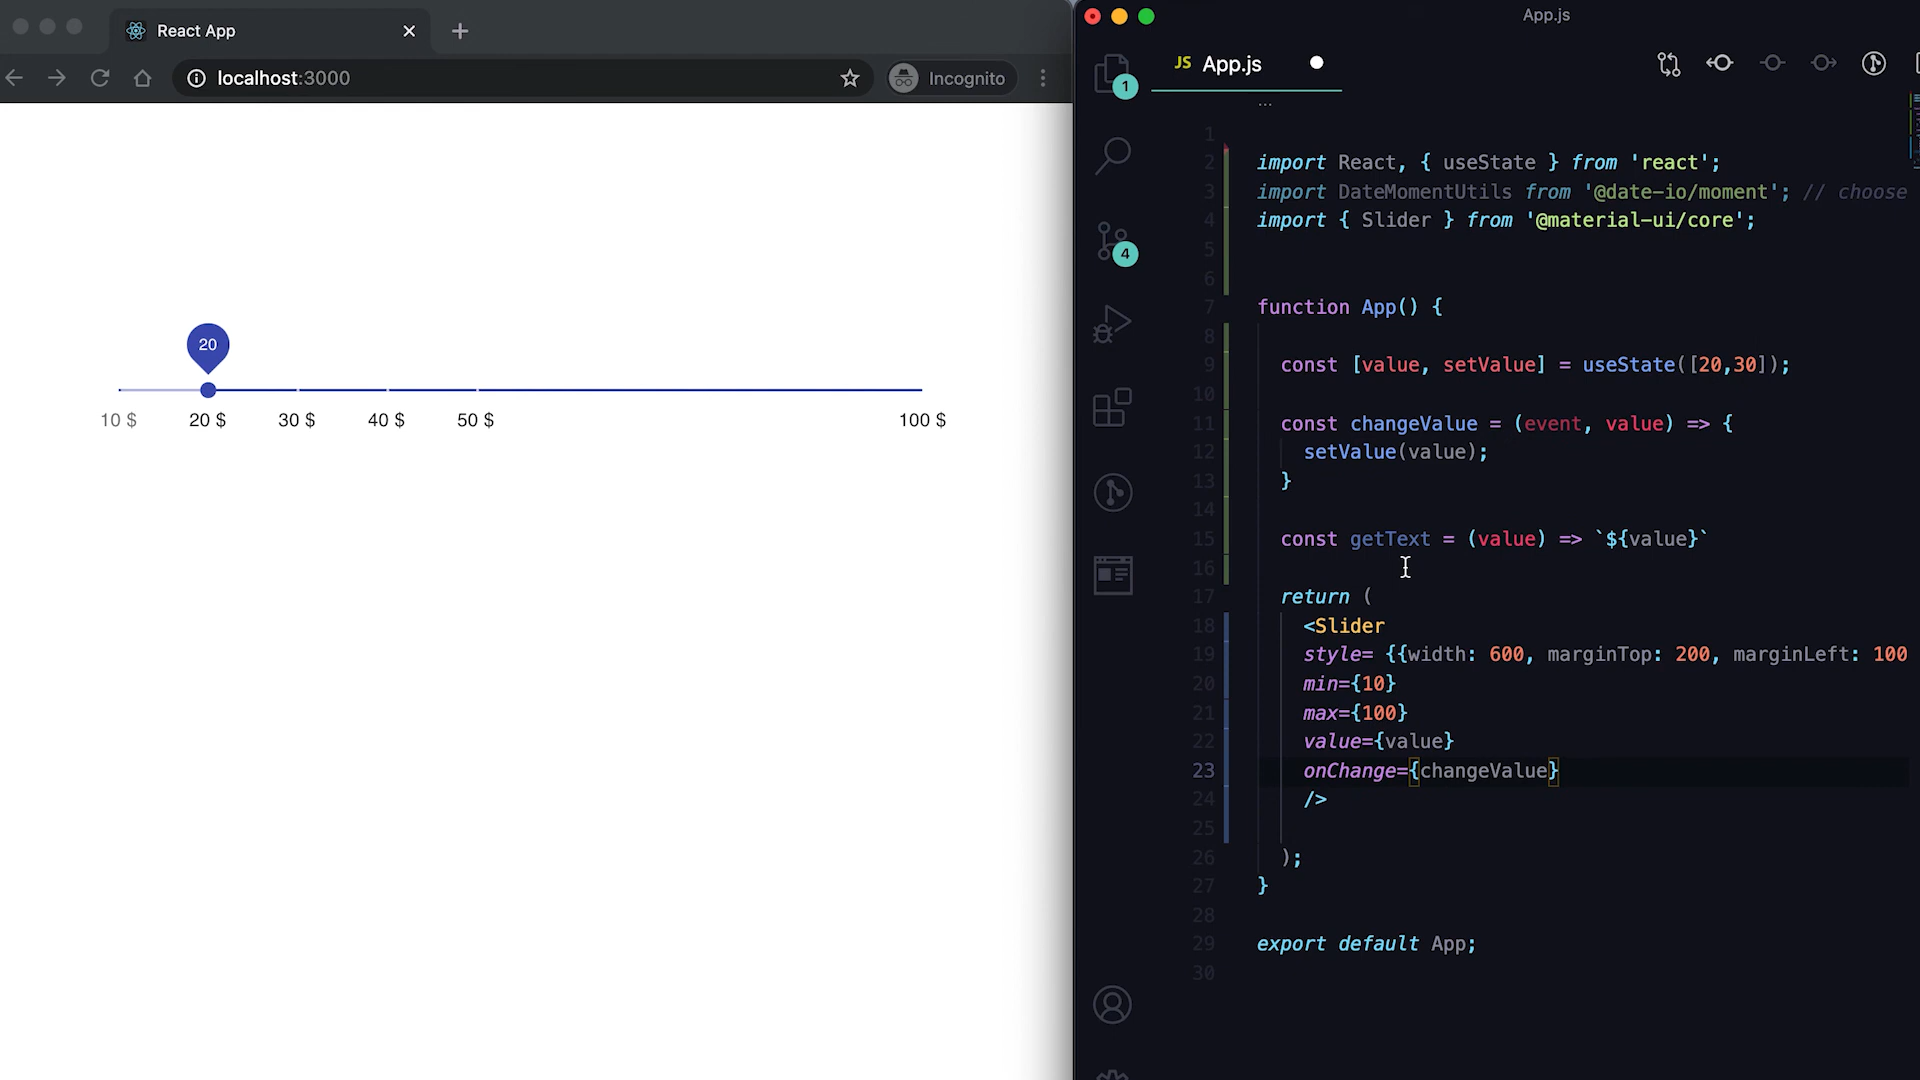 React App
localhost:3000
Incognito
20
10 $ 20 $ 30 $ 40 $ 50 $ 100 $
App.js
1
JS App.js
4
...
1
2 import React, { useState } from 'react';
3 import DateMomentUtils from '@date-io/moment'; // choose
4 import { Slider } from '@material-ui/core';
5
6
7 function App() {
8
9 const [value, setValue] = useState([20,30]);
10
11 const changeValue = (event, value) => {
12 setValue(value);
13 }
14
15 const getText = (value) => `${value}`
16
17 return (
18 <Slider
19 style= {{width: 600, marginTop: 200, marginLeft: 100
20 min={10}
21 max={100}
22 value={value}
23 onChange={changeValue}
24 />
25
26 );
27 }
28
29 export default App;
30